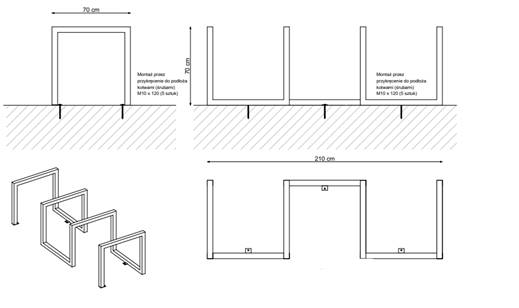 70 cm
70 cm
Montaż przez
przykręcenie do podłoża
kotwami (śrubami)
M10 x 120 (5 sztuk)
Montaż przez
przykręcenie do podłoża
kotwami (śrubami)
M10 x 120 (5 sztuk)
210 cm